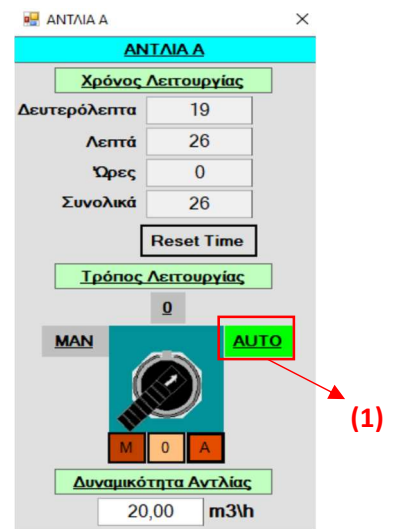 ΑΝΤΛΙΑ Α
ΑΝΤΛΙΑ Α
Χρόνος Λειτουργίας
Δευτερόλεπτα 19
Λεπτά 26
Ώρες 0
Συνολικά 26
Reset Time
Τρόπος Λειτουργίας
0
MAN AUTO
(1)
M 0 A
Δυναμικότητα Αντλίας
20,00 m3\h